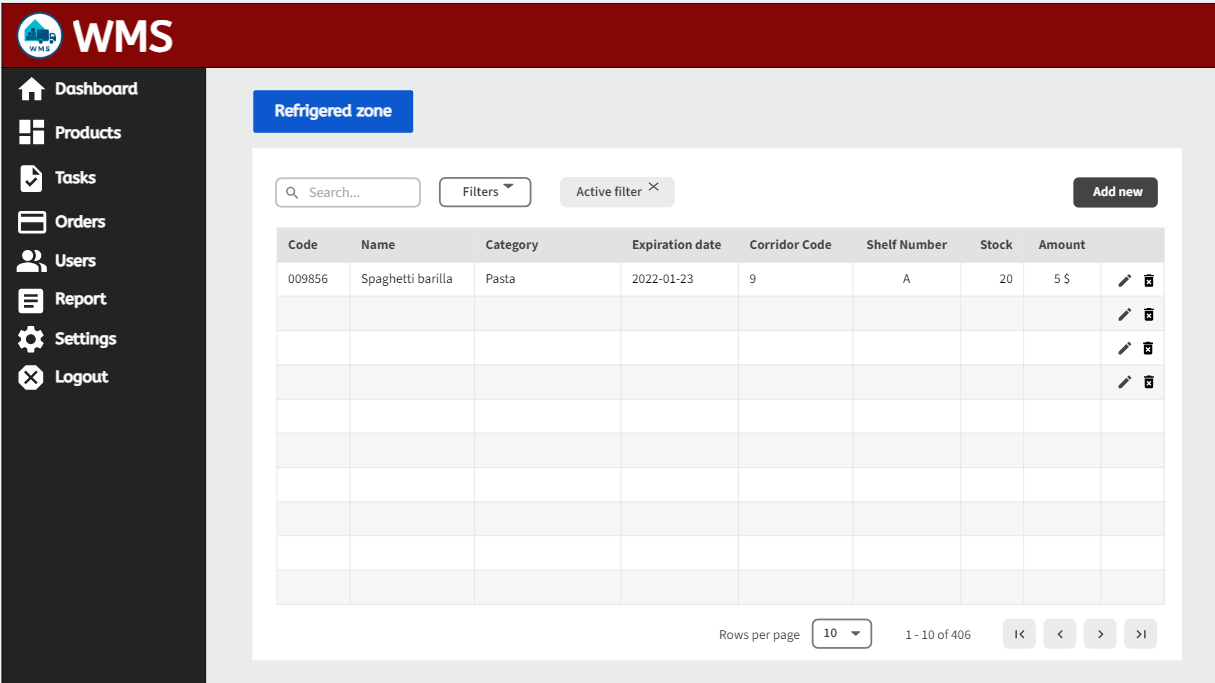 WMS WMS
Dashboard
Products
Tasks
Orders
Users
Report
Settings
Logout
Refrigered zone
Search... Filters Active filter Add new
Code Name Category Expiration date Corridor Code Shelf Number Stock Amount
009856 Spaghetti barilla Pasta 2022-01-23 9 A 20 5 $
Rows per page 10 1 - 10 of 406